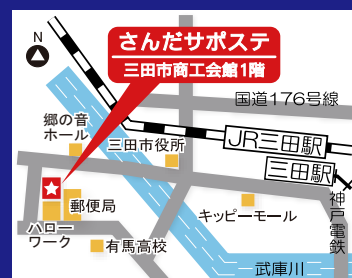 N
さんだサポステ
三田市商工会館1階
国道176号線
郷の音
ホール
三田市役所
JR三田駅
三田駅
郵便局
ハロー
ワーク
キッピーモール
神戸電鉄
有馬高校
武庫川